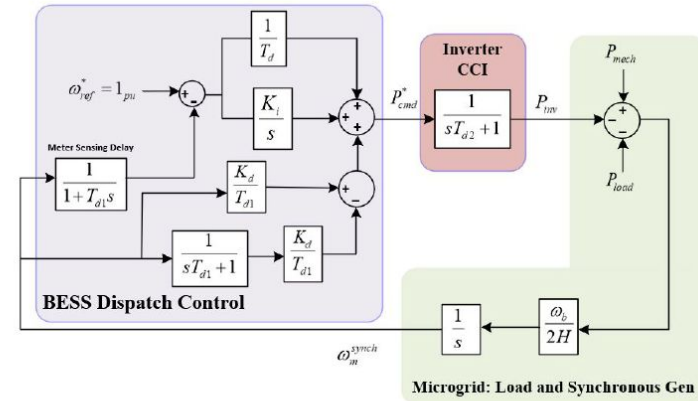 1
T_d
Inverter
CCI
P_mech
ω*_ref = 1_pu
+
-
K_i
s
+
+
+
P*_cmd
1
sT_d2 + 1
P_inv
+
-
-
Meter Sensing Delay
1
1 + T_d1 s
K_d
T_d1
+
-
P_load
1
sT_d1 + 1
K_d
T_d1
BESS Dispatch Control
1
s
ω_b
2H
ω_m^synch
Microgrid: Load and Synchronous Gen